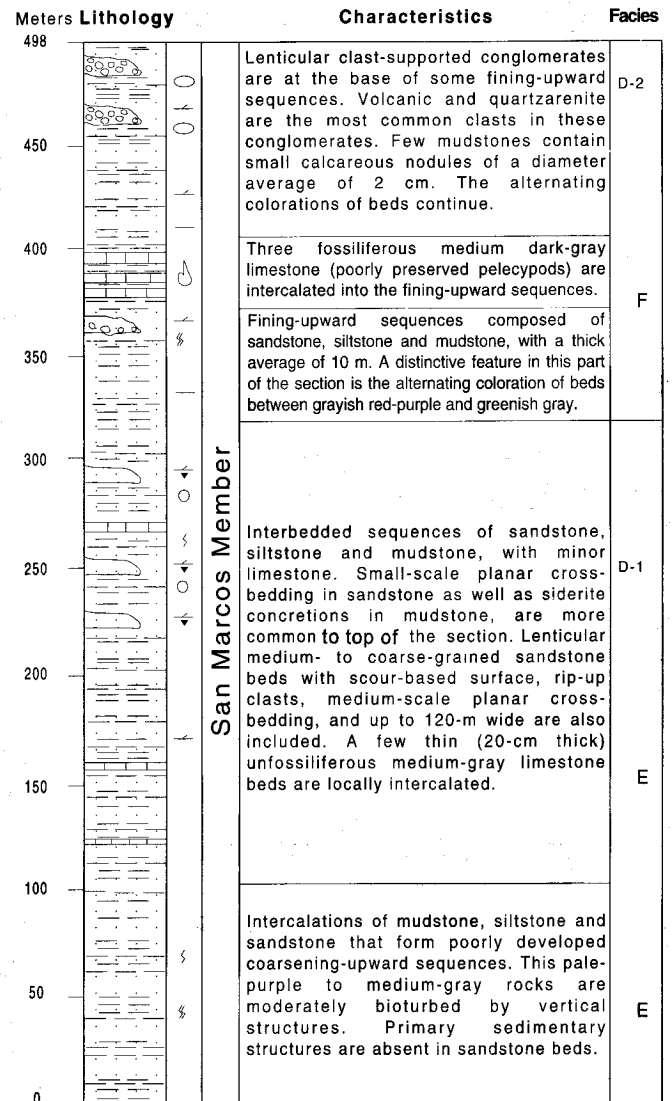 Meters Lithology Characteristics Facies
498
Lenticular clast-supported conglomerates
are at the base of some fining-upward
sequences. Volcanic and quartzarenite
are the most common clasts in these
conglomerates. Few mudstones contain
small calcareous nodules of a diameter
average of 2 cm. The alternating
colorations of beds continue.
D-2
450
400
Three fossiliferous medium dark-gray
limestone (poorly preserved pelecypods) are
intercalated into the fining-upward sequences.
F
Fining-upward sequences composed of
sandstone, siltstone and mudstone, with a thick
average of 10 m. A distinctive feature in this part
of the section is the alternating coloration of beds
between grayish red-purple and greenish gray.
350
300
San Marcos Member
Interbedded sequences of sandstone,
siltstone and mudstone, with minor
limestone. Small-scale planar cross-
bedding in sandstone as well as siderite
concretions in mudstone, are more
common to top of the section. Lenticular
medium- to coarse-grained sandstone
beds with scour-based surface, rip-up
clasts, medium-scale planar cross-
bedding, and up to 120-m wide are also
included. A few thin (20-cm thick)
unfossiliferous medium-gray limestone
beds are locally intercalated.
D-1
E
250
200
150
100
Intercalations of mudstone, siltstone and
sandstone that form poorly developed
coarsening-upward sequences. This pale-
purple to medium-gray rocks are
moderately bioturbed by vertical
structures. Primary sedimentary
structures are absent in sandstone beds.
E
50
0